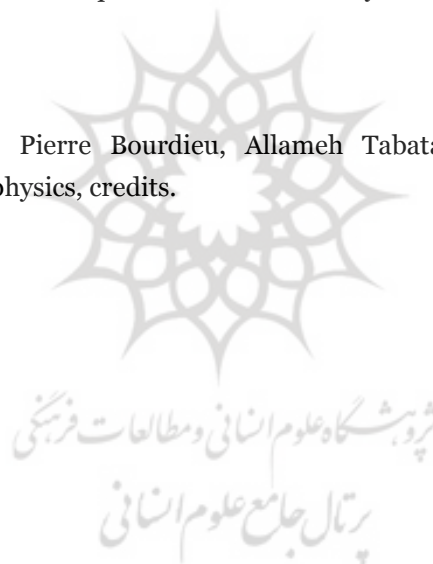 Pierre Bourdieu, Allameh Tabata
physics, credits.
پژوهشگاه علوم انسانی و مطالعات فرهنگی
پرتال جامع علوم انسانی